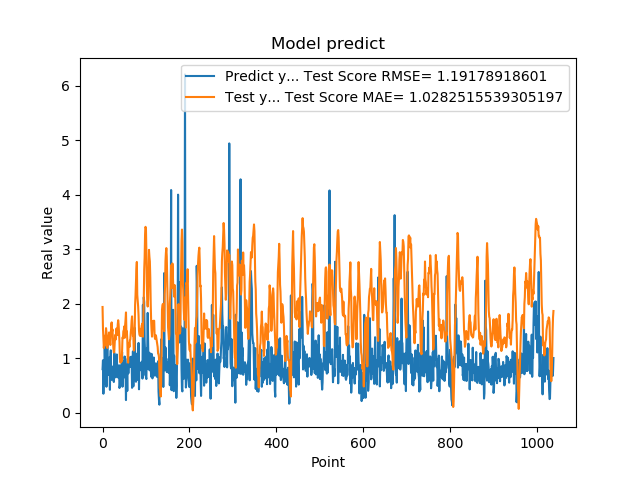 Model predict
Predict y... Test Score RMSE= 1.19178918601
Test y... Test Score MAE= 1.0282515539305197
Real value
6
5
4
3
2
1
0
0 200 400 600 800 1000
Point